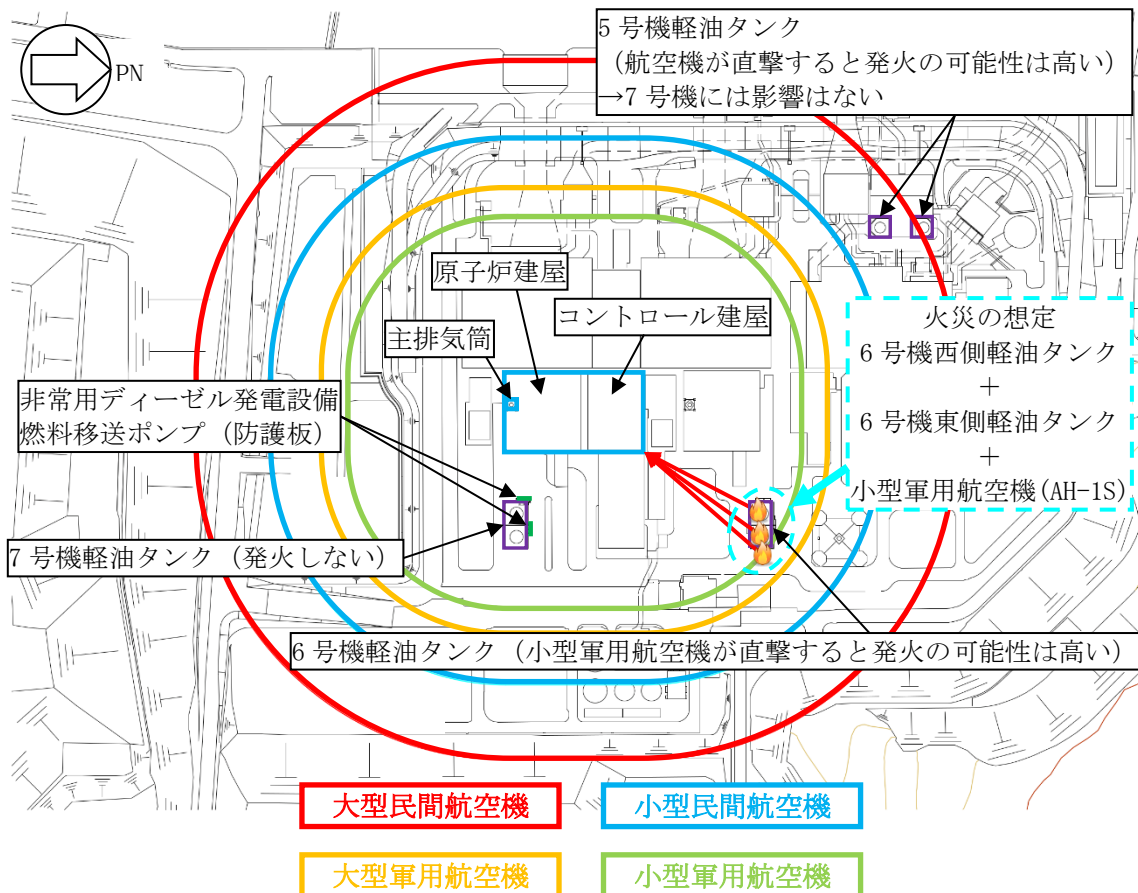 PN
5号機軽油タンク
(航空機が直撃すると発火の可能性は高い)
→7号機には影響はない
原子炉建屋
コントロール建屋
主排気筒
火災の想定
6号機西側軽油タンク
+
6号機東側軽油タンク
+
小型軍用航空機(AH-1S)
非常用ディーゼル発電設備
燃料移送ポンプ(防護板)
7号機軽油タンク(発火しない)
6号機軽油タンク(小型軍用航空機が直撃すると発火の可能性は高い)
大型民間航空機
小型民間航空機
大型軍用航空機
小型軍用航空機